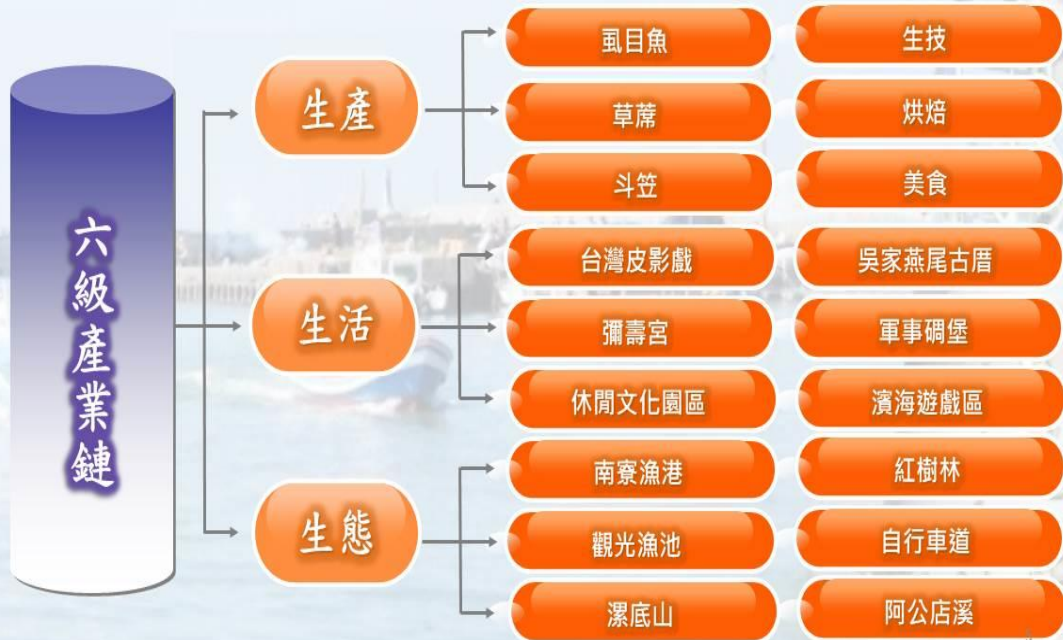 六級產業鏈
生產
虱目魚
生技
草蓆
烘焙
斗笠
美食
生活
台灣皮影戲
吳家燕尾古厝
彌壽宮
軍事碉堡
休閒文化園區
濱海遊戲區
生態
南寮漁港
紅樹林
觀光漁池
自行車道
漯底山
阿公店溪